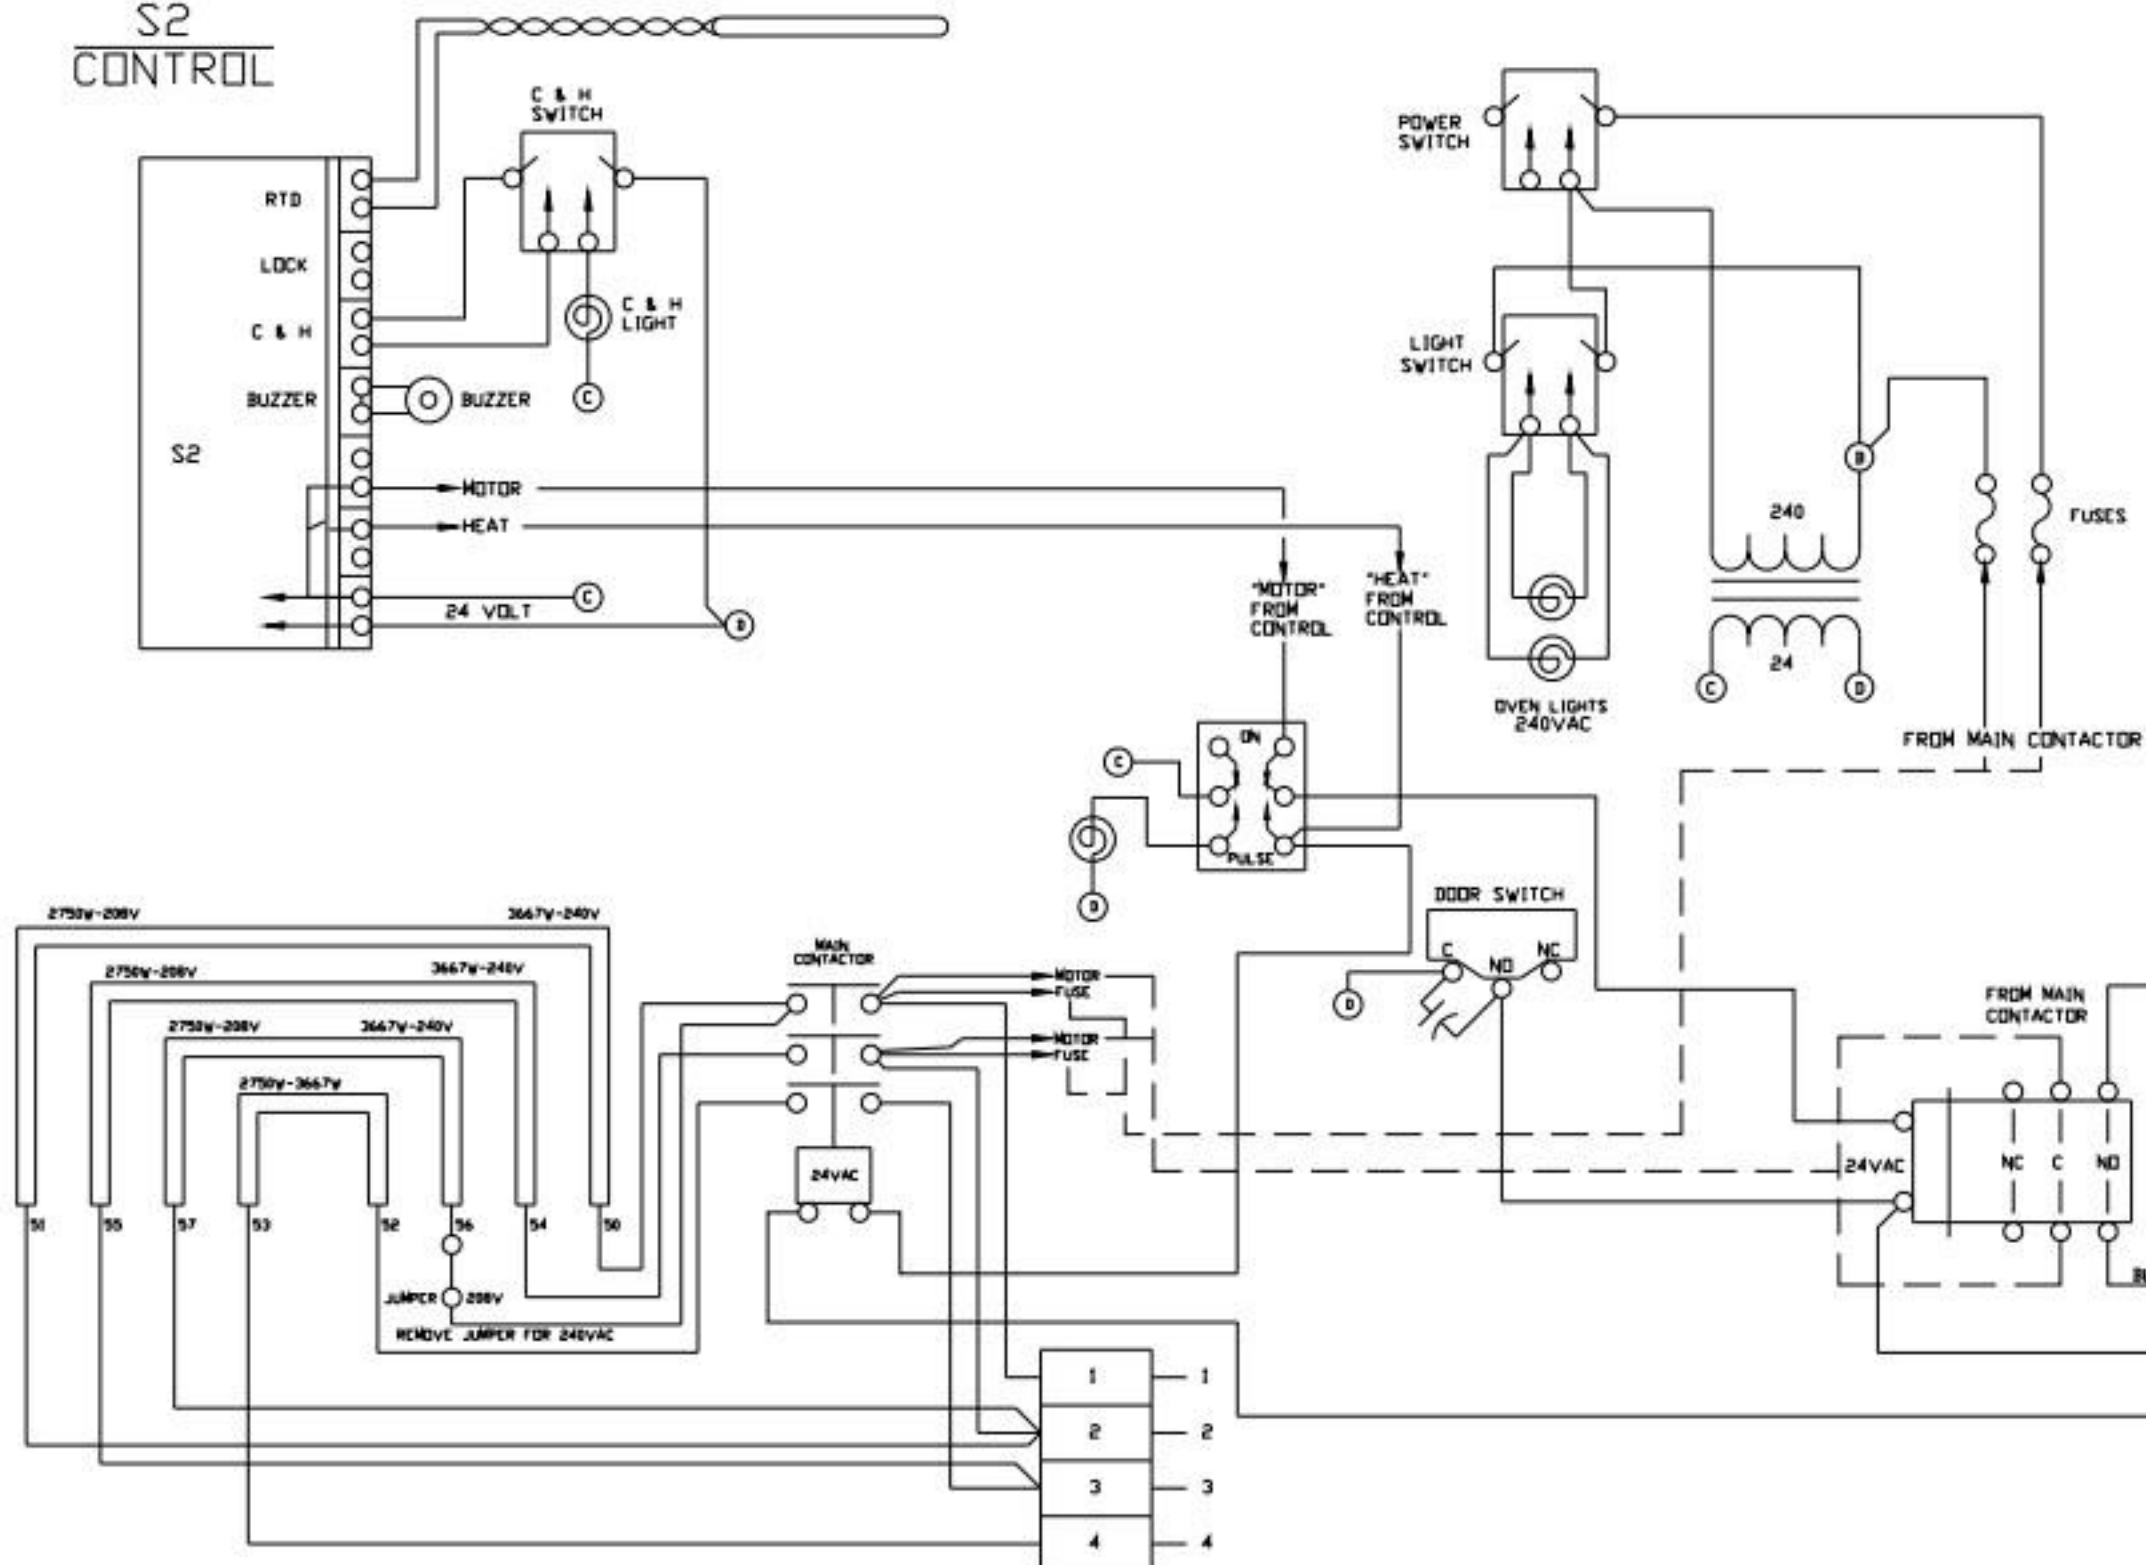 S2
CONTROL
C & H
SWITCH
POWER
SWITCH
RTD
LOCK
C & H
LIGHT
C & H
LIGHT
SWITCH
BUZZER
BUZZER
C
S2
B
MOTOR
240
FUSES
HEAT
"MOTOR"
FROM
CONTROL
"HEAT"
FROM
CONTROL
C
24 VOLT
D
24
C
D
OVEN LIGHTS
240VAC
FROM MAIN CONTACTOR
ON
C
PULSE
D
DOOR SWITCH
C
NO
NC
D
2750W-208V
3667W-240V
2750W-208V
3667W-240V
2750W-208V
3667W-240V
2750W-3667W
MAIN
CONTACTOR
MOTOR
FUSE
MOTOR
FUSE
FROM MAIN
CONTACTOR
24VAC
24VAC
NC
C
NO
51
55
57
53
52
56
54
50
JUMPER
208V
REMOVE JUMPER FOR 240VAC
1
1
2
2
3
3
4
4